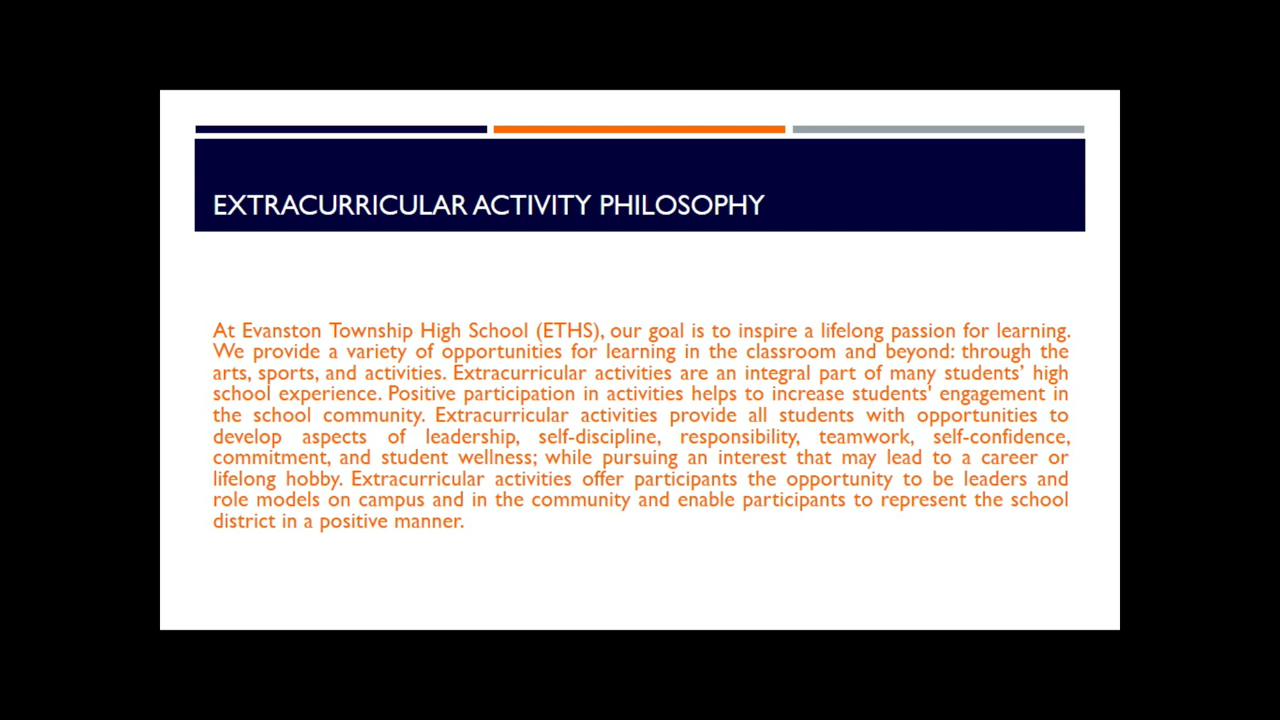 EXTRACURRICULAR ACTIVITY PHILOSOPHY
At Evanston Township High School (ETHS), our goal is to inspire a lifelong passion for learning.
We provide a variety of opportunities for learning in the classroom and beyond: through the
arts, sports, and activities. Extracurricular activities are an integral part of many students’ high
school experience. Positive participation in activities helps to increase students' engagement in
the school community. Extracurricular activities provide all students with opportunities to
develop aspects of leadership, self-discipline, responsibility, teamwork, self-confidence,
commitment, and student wellness; while pursuing an interest that may lead to a career or
lifelong hobby. Extracurricular activities offer participants the opportunity to be leaders and
role models on campus and in the community and enable participants to represent the school
district in a positive manner.